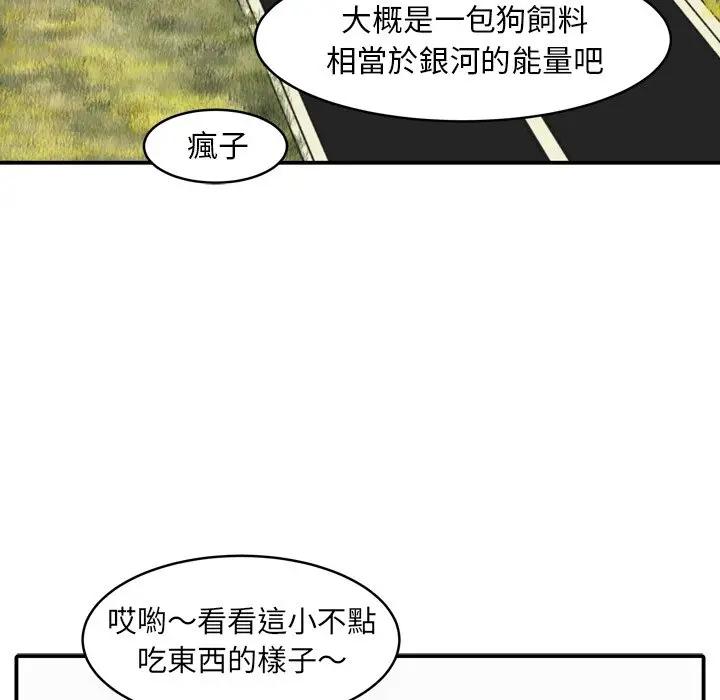 大概是一包狗飼料
相當於銀河的能量吧
瘋子
哎喲～看看這小不點
吃東西的樣子～